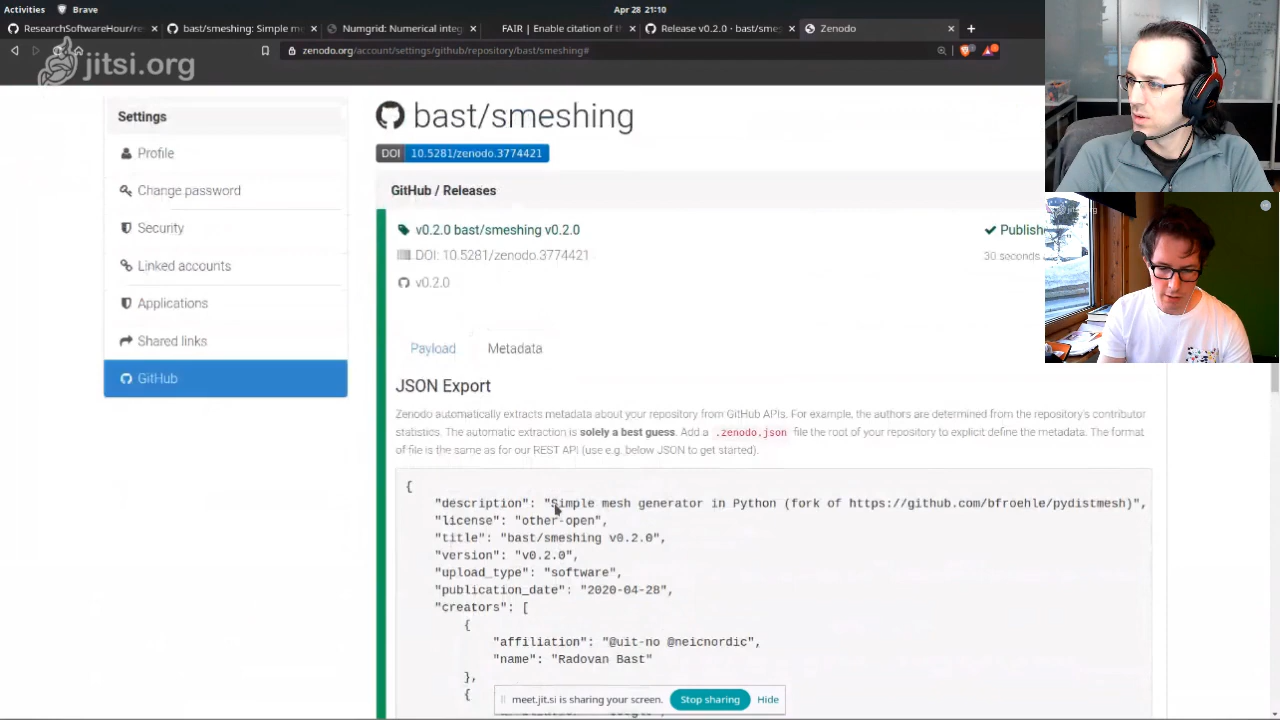 Activities Brave Apr 28 21:10
ResearchSoftwareHour/re × bast/smeshing: Simple m × Numgrid: Numerical integ × FAIR | Enable citation of t × Release v0.2.0 · bast/sme × Zenodo × +
zenodo.org/account/settings/github/repository/bast/smeshing#
jitsi.org
Settings
Profile
Change password
Security
Linked accounts
Applications
Shared links
GitHub
bast/smeshing
DOI 10.5281/zenodo.3774421
GitHub / Releases
v0.2.0 bast/smeshing v0.2.0
Publish
DOI: 10.5281/zenodo.3774421
30 seconds
v0.2.0
Payload Metadata
JSON Export
Zenodo automatically extracts metadata about your repository from GitHub APIs. For example, the authors are determined from the repository's contributor
statistics. The automatic extraction is solely a best guess. Add a .zenodo.json file the root of your repository to explicit define the metadata. The format
of file is the same as for our REST API (use e.g. below JSON to get started).
{
"description": "Simple mesh generator in Python (fork of https://github.com/bfroehle/pydistmesh)",
"license": "other-open",
"title": "bast/smeshing v0.2.0",
"version": "v0.2.0",
"upload_type": "software",
"publication_date": "2020-04-28",
"creators": [
{
"affiliation": "@uit-no @neicnordic",
"name": "Radovan Bast"
},
{
meet.jit.si is sharing your screen. Stop sharing Hide